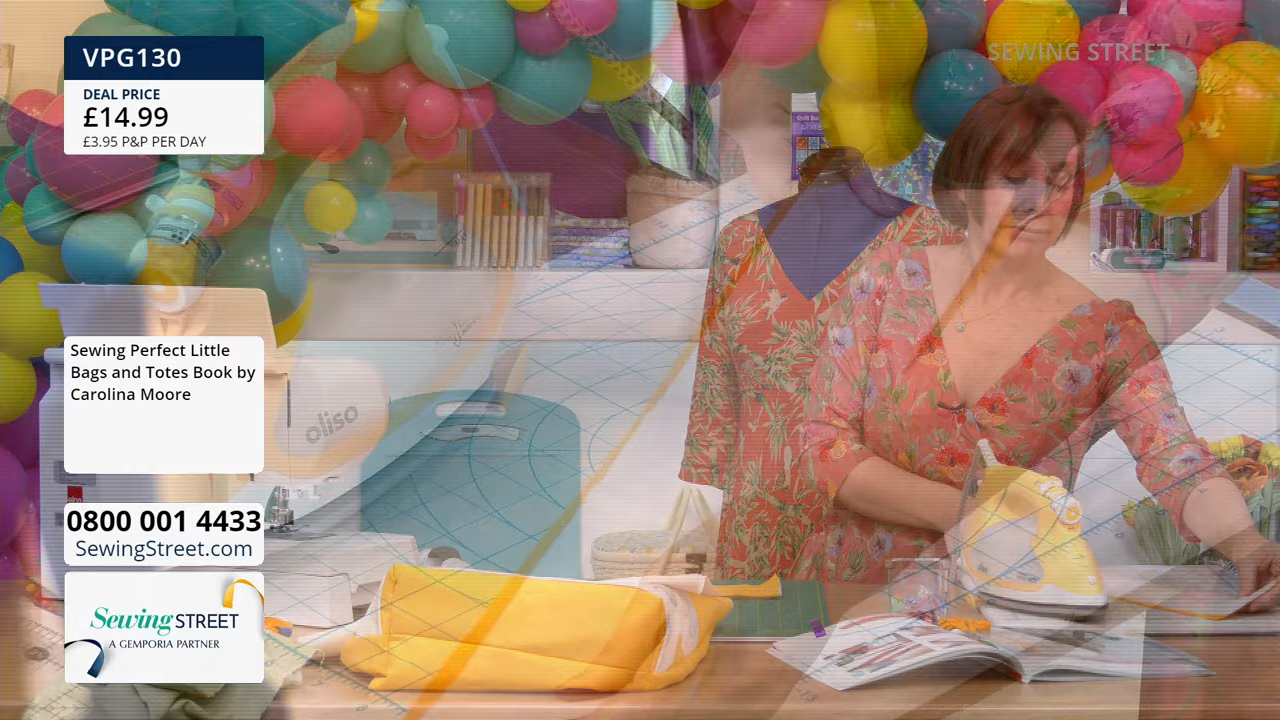 VPG130
DEAL PRICE
£14.99
£3.95 P&P PER DAY
SEWING STREET
Sewing Perfect Little
Bags and Totes Book by
Carolina Moore
oliso
0800 001 4433
SewingStreet.com
Sewing STREET
A GEMPORIA PARTNER